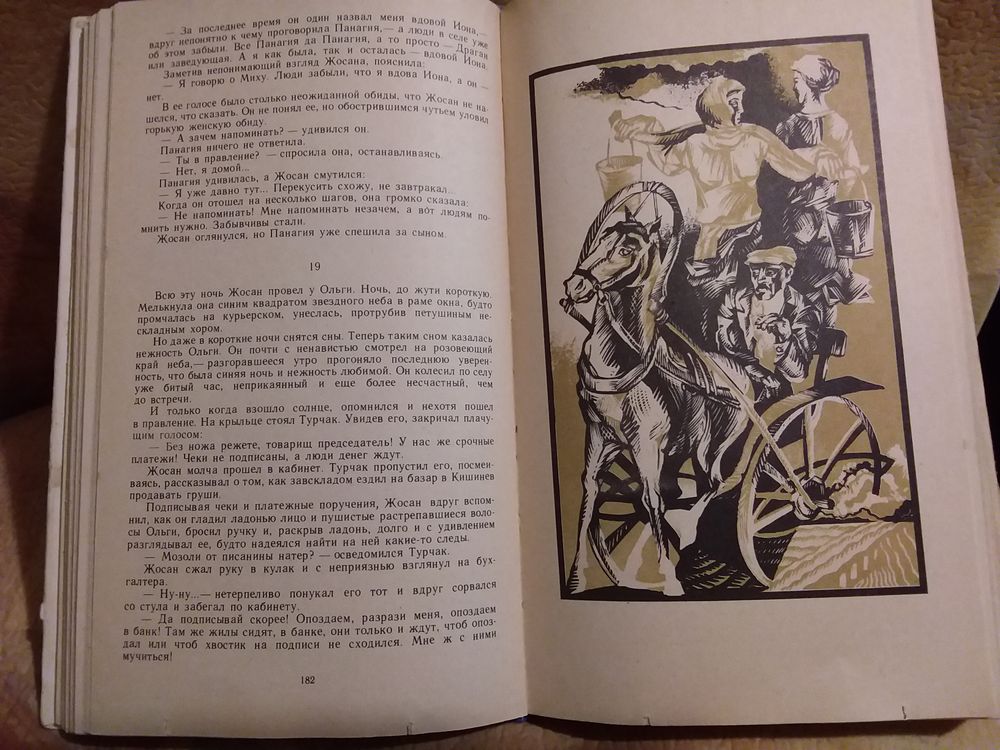 — За последнее время он один назвал меня вдовой Иона,—
вдруг непонятно к чему проговорила Панагия,— а люди в селе уже
об этом забыли. Все Панагия да Панагия, а то просто — Драган
или заведующая. А я как была, так и осталась — вдовой Иона.
Заметив непонимающий взгляд Жосана, пояснила:
— Я говорю о Миху. Люди забыли, что я вдова Иона, а он —
нет.
В ее голосе было столько неожиданной обиды, что Жосан не на-
шелся, что сказать. Он не понял ее, но обострившимся чутьем уловил
горькую женскую обиду.
— А зачем напоминать? — удивился он.
Панагия ничего не ответила.
— Ты в правление? — спросила она, останавливаясь.
— Нет, я домой...
Панагия удивилась, а Жосан смутился:
— Я уже давно тут... Перекусить схожу, не завтракал...
Когда он отошел на несколько шагов, она громко сказала:
— Не напоминать! Мне напоминать незачем, а вот людям по-
мнить нужно. Забывчивы стали.
Жосан оглянулся, но Панагия уже спешила за сыном.
19
Всю эту ночь Жосан провел у Ольги. Ночь, до жути короткую.
Мелькнула она синим квадратом звездного неба в раме окна, будто
промчалась на курьерском, унеслась, протрубив петушиным не-
складным хором.
Но даже в короткие ночи снятся сны. Теперь таким сном казалась
нежность Ольги. Он почти с ненавистью смотрел на розовеющий
край неба,— разгоравшееся утро прогоняло последнюю уверен-
ность, что была синяя ночь и нежность любимой. Он колесил по селу
уже битый час, неприкаянный и еще более несчастный, чем
до встречи.
И только когда взошло солнце, опомнился и нехотя пошел
в правление. На крыльце стоял Турчак. Увидев его, закричал плачу-
щим голосом:
— Без ножа режете, товарищ председатель! У нас же срочные
платежи! Чеки не подписаны, а люди денег ждут.
Жосан молча прошел в кабинет. Турчак пропустил его, посмеи-
ваясь, рассказывал о том, как завскладом ездил на базар в Кишинев
продавать груши.
Подписывая чеки и платежные поручения, Жосан вдруг вспом-
нил, как он гладил ладонью лицо и пушистые растрепавшиеся воло-
сы Ольги, бросил ручку и, раскрыв ладонь, долго и с удивлением
разглядывал ее, будто надеялся найти на ней какие-то следы.
— Мозоли от писанины натер? — осведомился Турчак.
Жосан сжал руку в кулак и с неприязнью взглянул на бух-
галтера.
— Ну-ну...— нетерпеливо понукал его тот и вдруг сорвался
со стула и забегал по кабинету.
— Да подписывай скорее! Опоздаем, разрази меня, опоздаем
в банк! Там же жилы сидят, в банке, они только и ждут, чтоб опоз-
дал или чтоб хвостик на подписи не сходился. Мне ж с ними
мучиться!
182